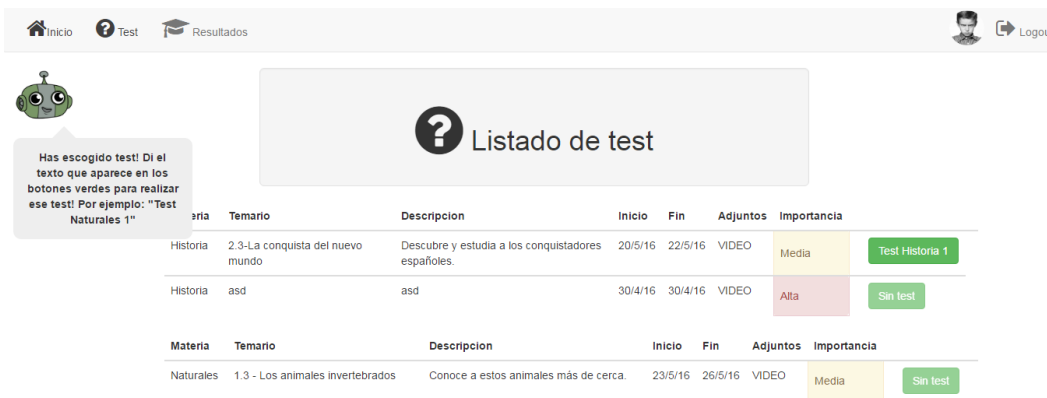 Inicio Test Resultados Logou
Listado de test
Has escogido test! Di el
texto que aparece en los
botones verdes para realizar
ese test! Por ejemplo: "Test
Naturales 1"
eria Temario Descripcion Inicio Fin Adjuntos Importancia
Historia 2.3-La conquista del nuevo Descubre y estudia a los conquistadores 20/5/16 22/5/16 VIDEO Media Test Historia 1
mundo españoles.
Historia asd asd 30/4/16 30/4/16 VIDEO Alta Sin test
Materia Temario Descripcion Inicio Fin Adjuntos Importancia
Naturales 1.3 - Los animales invertebrados Conoce a estos animales más de cerca. 23/5/16 26/5/16 VIDEO Media Sin test